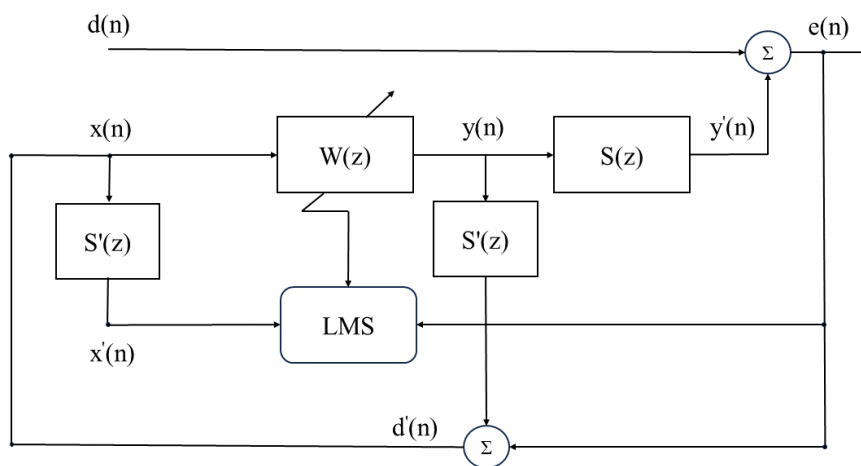 d(n)
e(n)
Σ
x(n)
y(n)
y'(n)
W(z)
S(z)
S'(z)
S'(z)
LMS
x'(n)
d'(n)
Σ